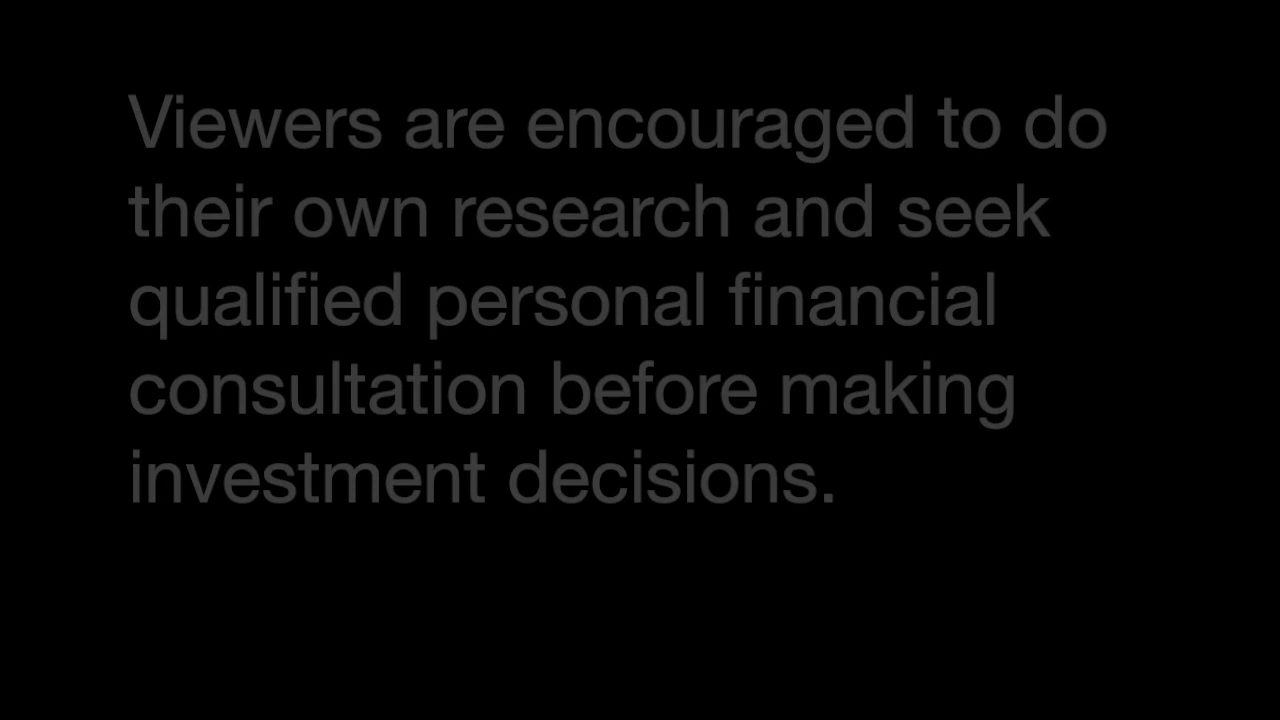 Viewers are encouraged to do
their own research and seek
qualified personal financial
consultation before making
investment decisions.